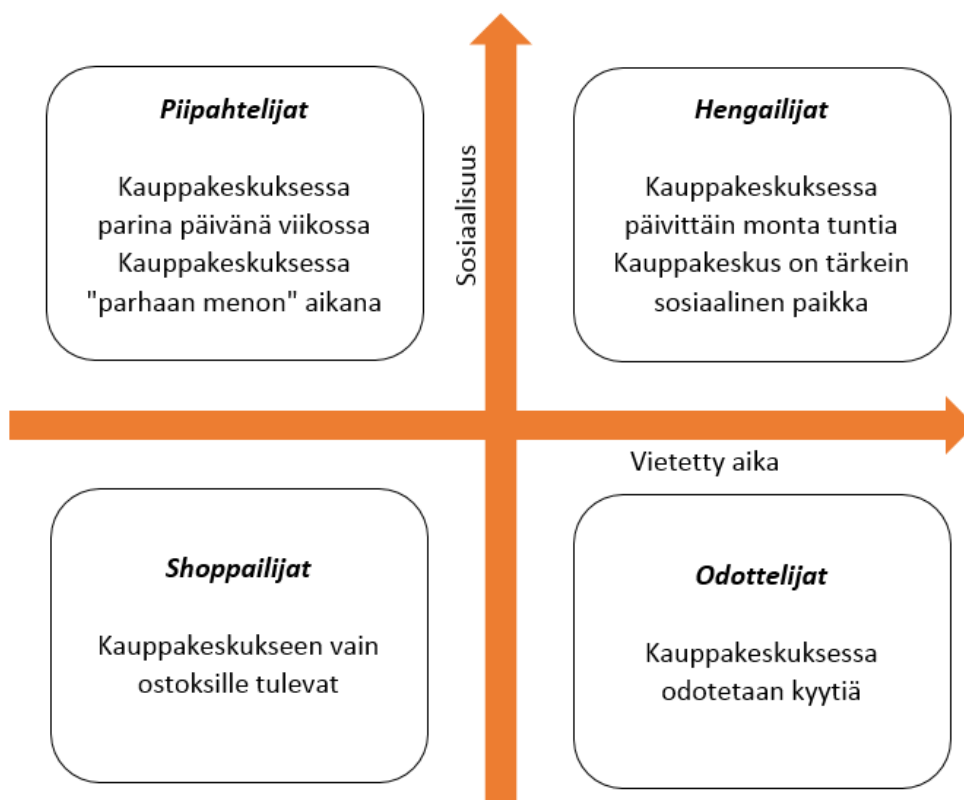 Piipahtelijat
Kauppakeskuksessa
parina päivänä viikossa
Kauppakeskuksessa
"parhaan menon" aikana
Sosiaalisuus
Hengailijat
Kauppakeskuksessa
päivittäin monta tuntia
Kauppakeskus on tärkein
sosiaalinen paikka
Vietetty aika
Shoppailijat
Kauppakeskukseen vain
ostoksille tulevat
Odottelijat
Kauppakeskuksessa
odotetaan kyytiä